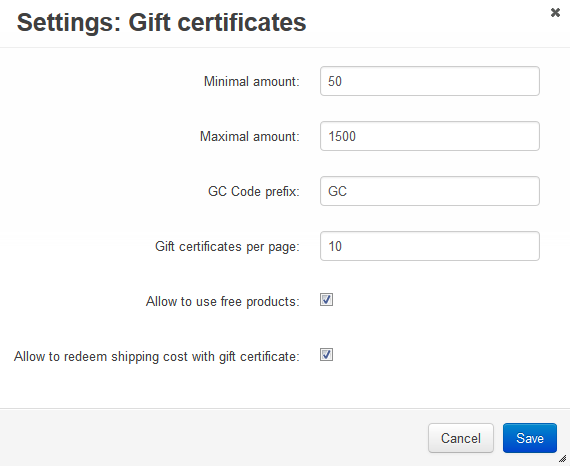 Settings: Gift certificates
Minimal amount: 50
Maximal amount: 1500
GC Code prefix: GC
Gift certificates per page: 10
Allow to use free products:
Allow to redeem shipping cost with gift certificate:
Cancel Save